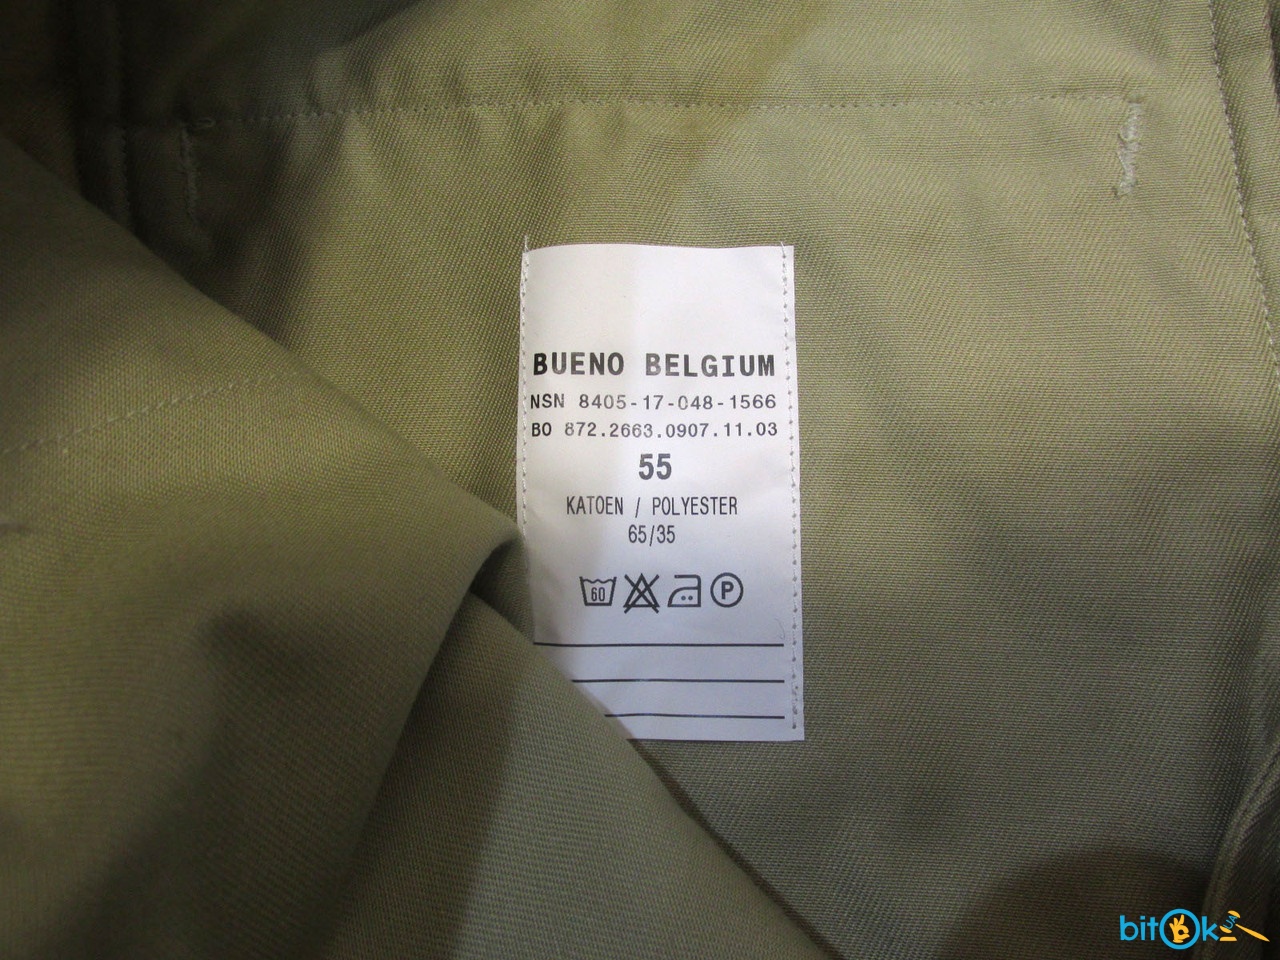 BUENO BELGIUM
NSN 8405-17-048-1566
BO 872.2663.0907.11.03
55
KATOEN / POLYESTER
65/35
60 P
bitOk UA